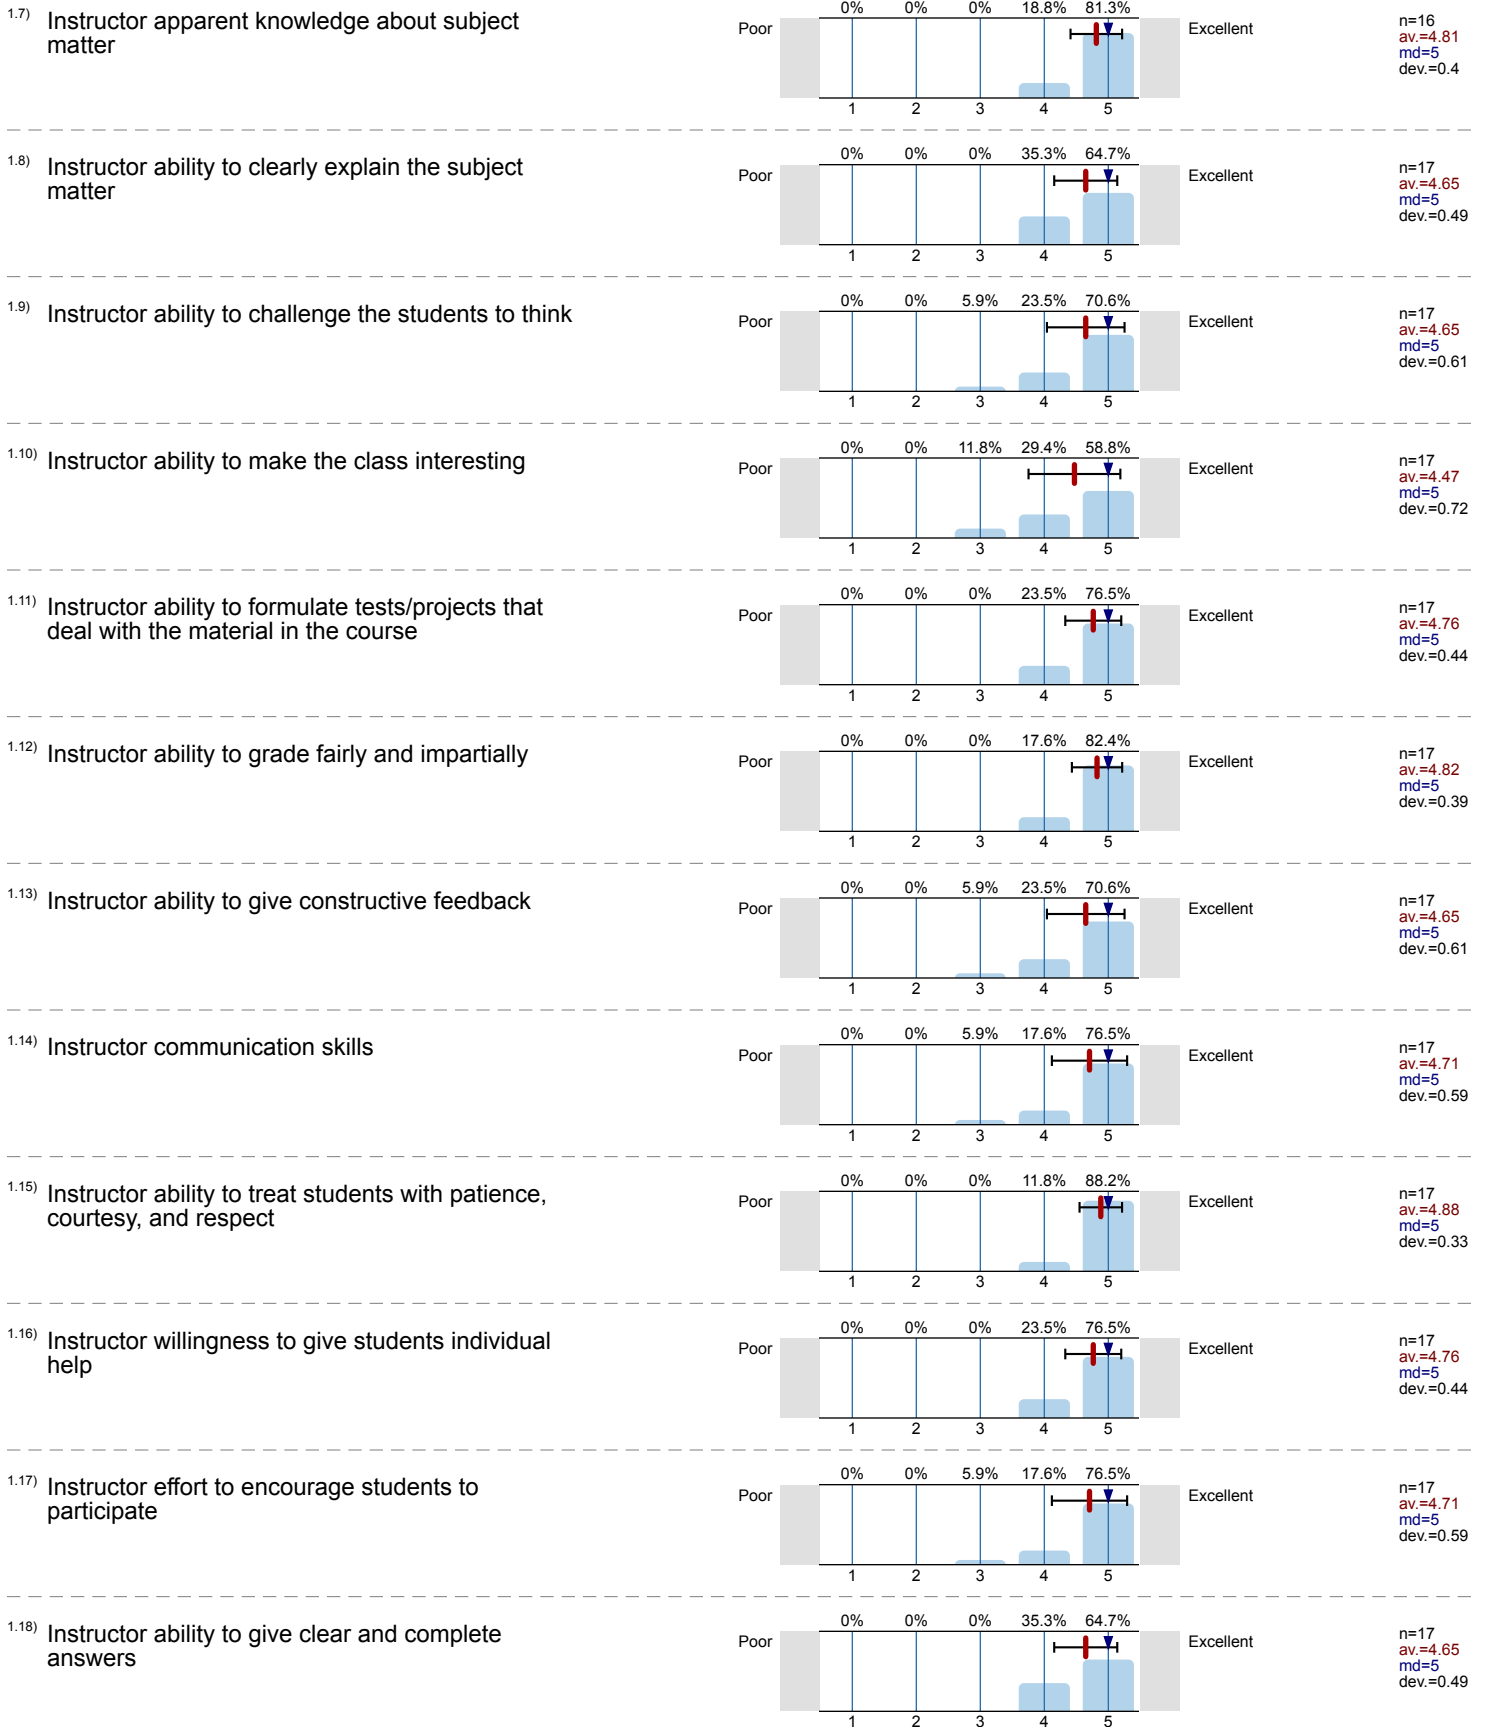 1.7) Instructor apparent knowledge about subject
matter
0% 0% 0% 18.8% 81.3%
Poor Excellent
1 2 3 4 5
n=16
av.=4.81
md=5
dev.=0.4
1.8) Instructor ability to clearly explain the subject
matter
0% 0% 0% 35.3% 64.7%
Poor Excellent
1 2 3 4 5
n=17
av.=4.65
md=5
dev.=0.49
1.9) Instructor ability to challenge the students to think
0% 0% 5.9% 23.5% 70.6%
Poor Excellent
1 2 3 4 5
n=17
av.=4.65
md=5
dev.=0.61
1.10) Instructor ability to make the class interesting
0% 0% 11.8% 29.4% 58.8%
Poor Excellent
1 2 3 4 5
n=17
av.=4.47
md=5
dev.=0.72
1.11) Instructor ability to formulate tests/projects that
deal with the material in the course
0% 0% 0% 23.5% 76.5%
Poor Excellent
1 2 3 4 5
n=17
av.=4.76
md=5
dev.=0.44
1.12) Instructor ability to grade fairly and impartially
0% 0% 0% 17.6% 82.4%
Poor Excellent
1 2 3 4 5
n=17
av.=4.82
md=5
dev.=0.39
1.13) Instructor ability to give constructive feedback
0% 0% 5.9% 23.5% 70.6%
Poor Excellent
1 2 3 4 5
n=17
av.=4.65
md=5
dev.=0.61
1.14) Instructor communication skills
0% 0% 5.9% 17.6% 76.5%
Poor Excellent
1 2 3 4 5
n=17
av.=4.71
md=5
dev.=0.59
1.15) Instructor ability to treat students with patience,
courtesy, and respect
0% 0% 0% 11.8% 88.2%
Poor Excellent
1 2 3 4 5
n=17
av.=4.88
md=5
dev.=0.33
1.16) Instructor willingness to give students individual
help
0% 0% 0% 23.5% 76.5%
Poor Excellent
1 2 3 4 5
n=17
av.=4.76
md=5
dev.=0.44
1.17) Instructor effort to encourage students to
participate
0% 0% 5.9% 17.6% 76.5%
Poor Excellent
1 2 3 4 5
n=17
av.=4.71
md=5
dev.=0.59
1.18) Instructor ability to give clear and complete
answers
0% 0% 0% 35.3% 64.7%
Poor Excellent
1 2 3 4 5
n=17
av.=4.65
md=5
dev.=0.49